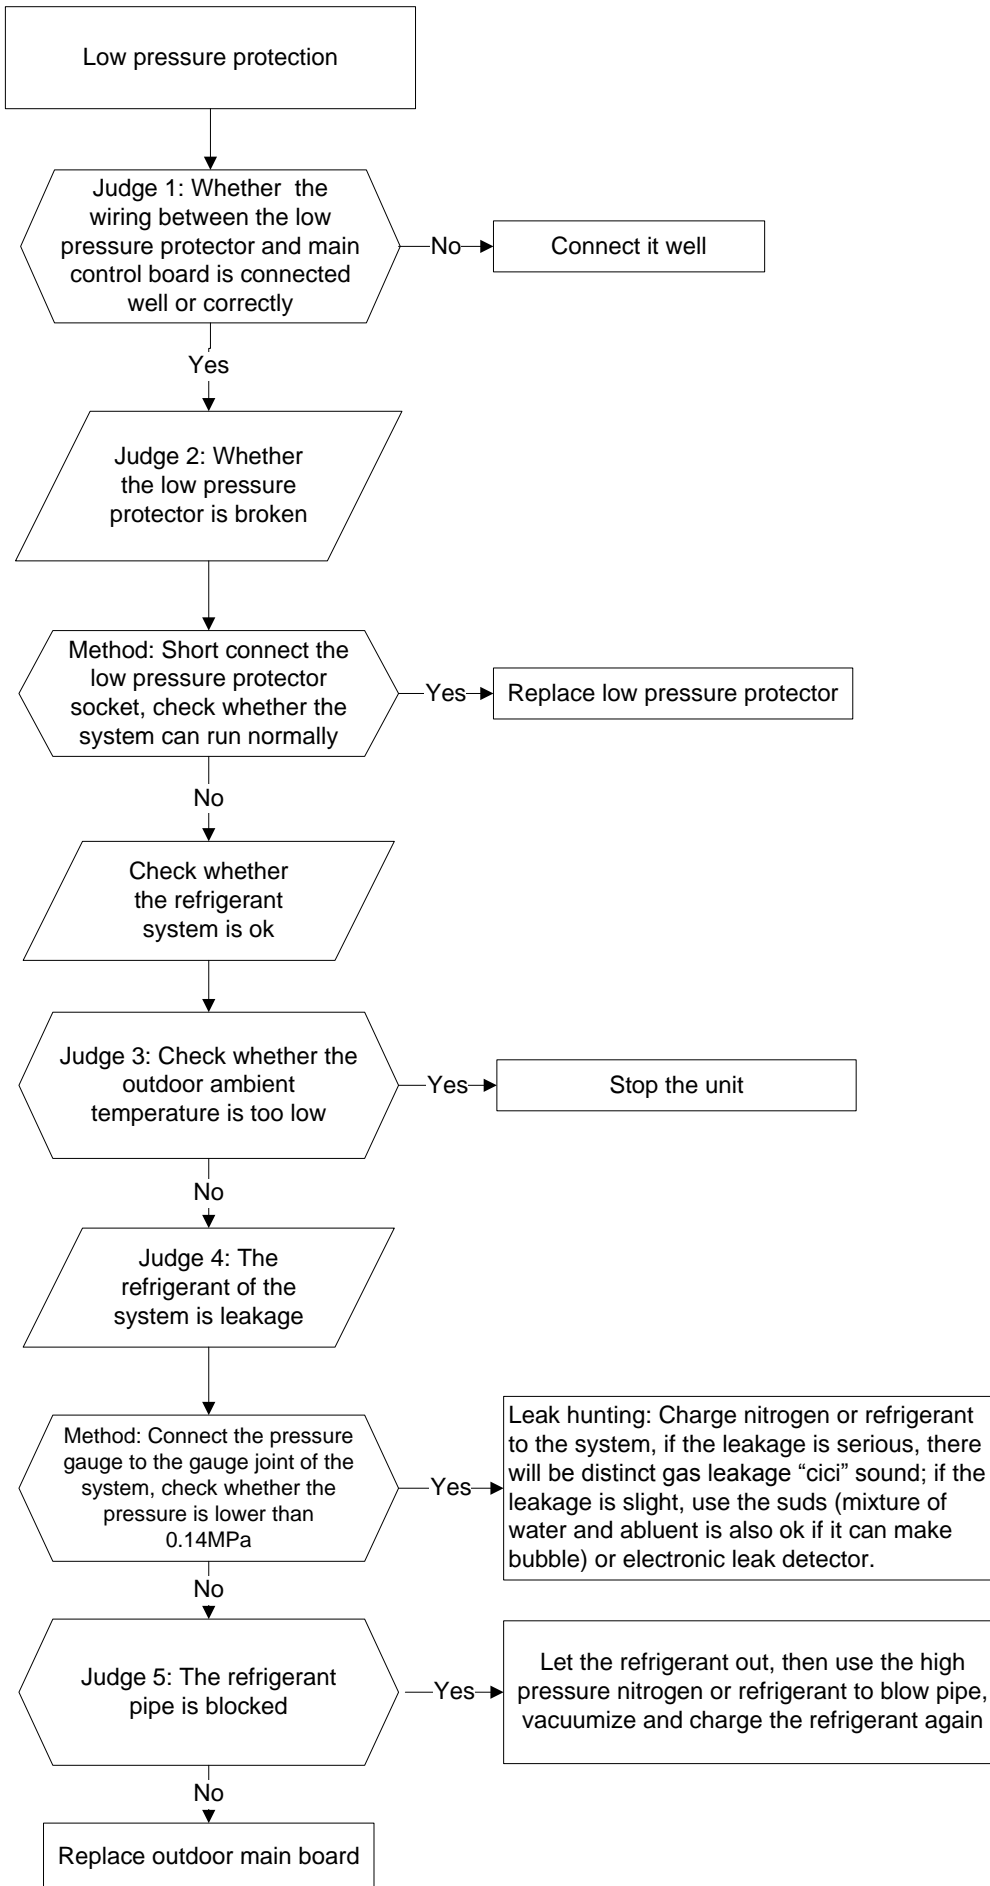 Low pressure protection
Judge 1: Whether the
wiring between the low
pressure protector and main
control board is connected
well or correctly
No
Connect it well
Yes
Judge 2: Whether
the low pressure
protector is broken
Method: Short connect the
low pressure protector
socket, check whether the
system can run normally
Yes
Replace low pressure protector
No
Check whether
the refrigerant
system is ok
Judge 3: Check whether the
outdoor ambient
temperature is too low
Yes
Stop the unit
No
Judge 4: The
refrigerant of the
system is leakage
Method: Connect the pressure
gauge to the gauge joint of the
system, check whether the
pressure is lower than
0.14MPa
Yes
Leak hunting: Charge nitrogen or refrigerant
to the system, if the leakage is serious, there
will be distinct gas leakage “cici” sound; if the
leakage is slight, use the suds (mixture of
water and abluent is also ok if it can make
bubble) or electronic leak detector.
No
Judge 5: The refrigerant
pipe is blocked
Yes
Let the refrigerant out, then use the high
pressure nitrogen or refrigerant to blow pipe,
vacuumize and charge the refrigerant again
No
Replace outdoor main board